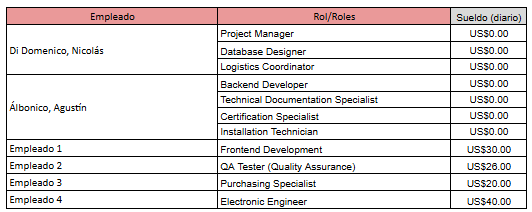 Empleado Rol/Roles Sueldo (diario)
Di Domenico, Nicolás
Project Manager US$0.00
Database Designer US$0.00
Logistics Coordinator US$0.00
Álbonico, Agustín
Backend Developer US$0.00
Technical Documentation Specialist US$0.00
Certification Specialist US$0.00
Installation Technician US$0.00
Empleado 1 Frontend Development US$30.00
Empleado 2 QA Tester (Quality Assurance) US$26.00
Empleado 3 Purchasing Specialist US$20.00
Empleado 4 Electronic Engineer US$40.00